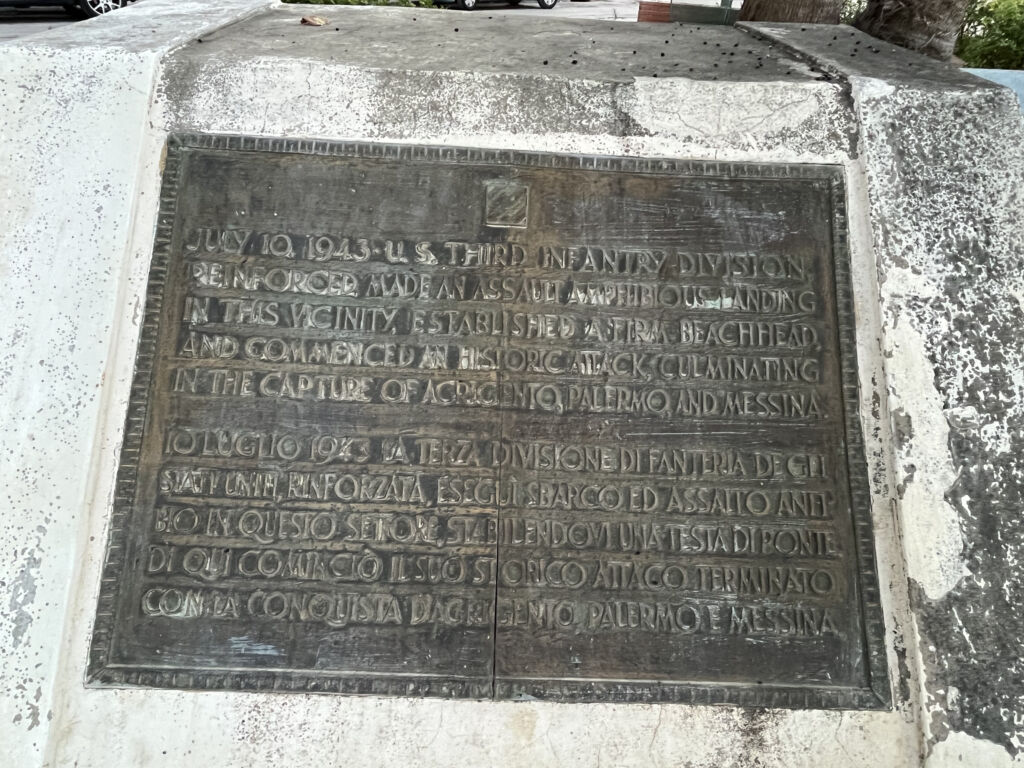 JULY 10, 1943 - U.S. THIRD INFANTRY DIVISION,
REINFORCED, MADE AN ASSAULT AMPHIBIOUS LANDING
IN THIS VICINITY, ESTABLISHED A FIRM BEACHHEAD
AND COMMENCED AN HISTORIC ATTACK, CULMINATING
IN THE CAPTURE OF AGRIGENTO, PALERMO, AND MESSINA.
10 LUGLIO 1943 LA TERZA DIVISIONE DI FANTERIA DEGLI
STATI UNITI, RINFORZATA, ESEGUÌ SBARCO ED ASSALTO ANFI-
BIO IN QUESTO SETTORE, STABILENDOVI UNA TESTA DI PONTE.
DI QUI COMINCIÒ IL SUO STORICO ATTACO TERMINATO
CON LA CONQUISTA D'AGRIGENTO, PALERMO E MESSINA.